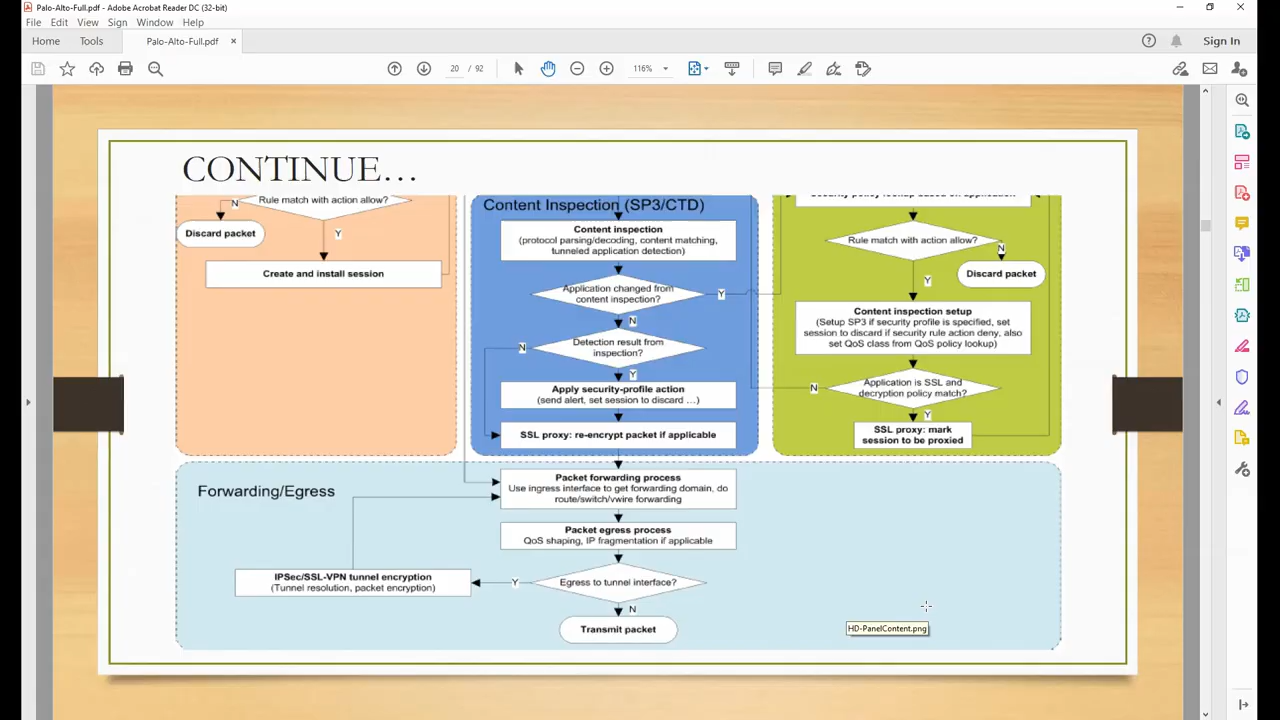 Palo-Alto-Full.pdf - Adobe Acrobat Reader DC (32-bit)
File Edit View Sign Window Help
Home Tools Palo-Alto-Full.pdf × Sign In
20 / 92 116%
CONTINUE…
Rule match with action allow?
N
Discard packet
Y
Create and install session
Content Inspection (SP3/CTD)
Content inspection
(protocol parsing/decoding, content matching,
tunneled application detection)
Application changed from
content inspection?
Y
N
Detection result from
inspection?
N
Y
Apply security-profile action
(send alert, set session to discard ...)
SSL proxy: re-encrypt packet if applicable
Security policy lookup based on application
Rule match with action allow?
N
Y
Discard packet
Content inspection setup
(Setup SP3 if security profile is specified, set
session to discard if security rule action deny, also
set QoS class from QoS policy lookup)
Application is SSL and
decryption policy match?
N
Y
SSL proxy: mark
session to be proxied
Forwarding/Egress
Packet forwarding process
Use ingress interface to get forwarding domain, do
route/switch/vwire forwarding
Packet egress process
QoS shaping, IP fragmentation if applicable
IPSec/SSL-VPN tunnel encryption
(Tunnel resolution, packet encryption)
Y
Egress to tunnel interface?
N
Transmit packet
HD-PanelContent.png